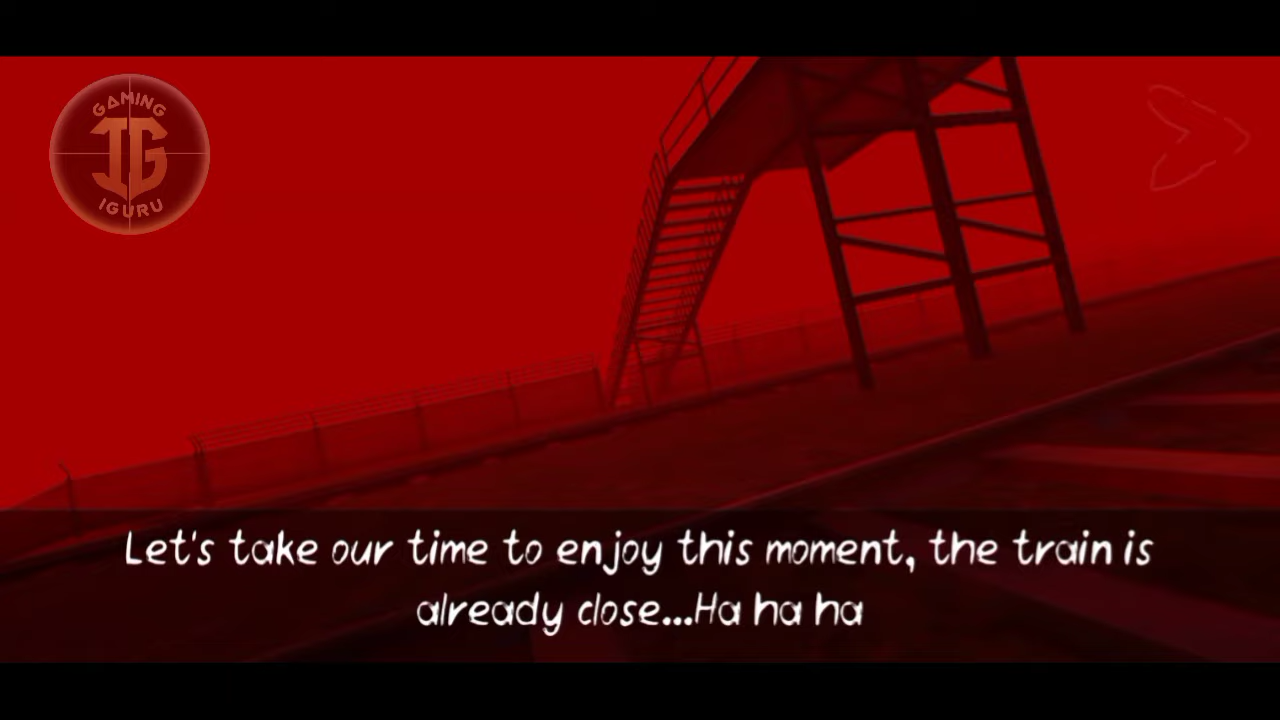 GAMING
IG
IGURU
Let's take our time to enjoy this moment, the train is
already close...Ha ha ha